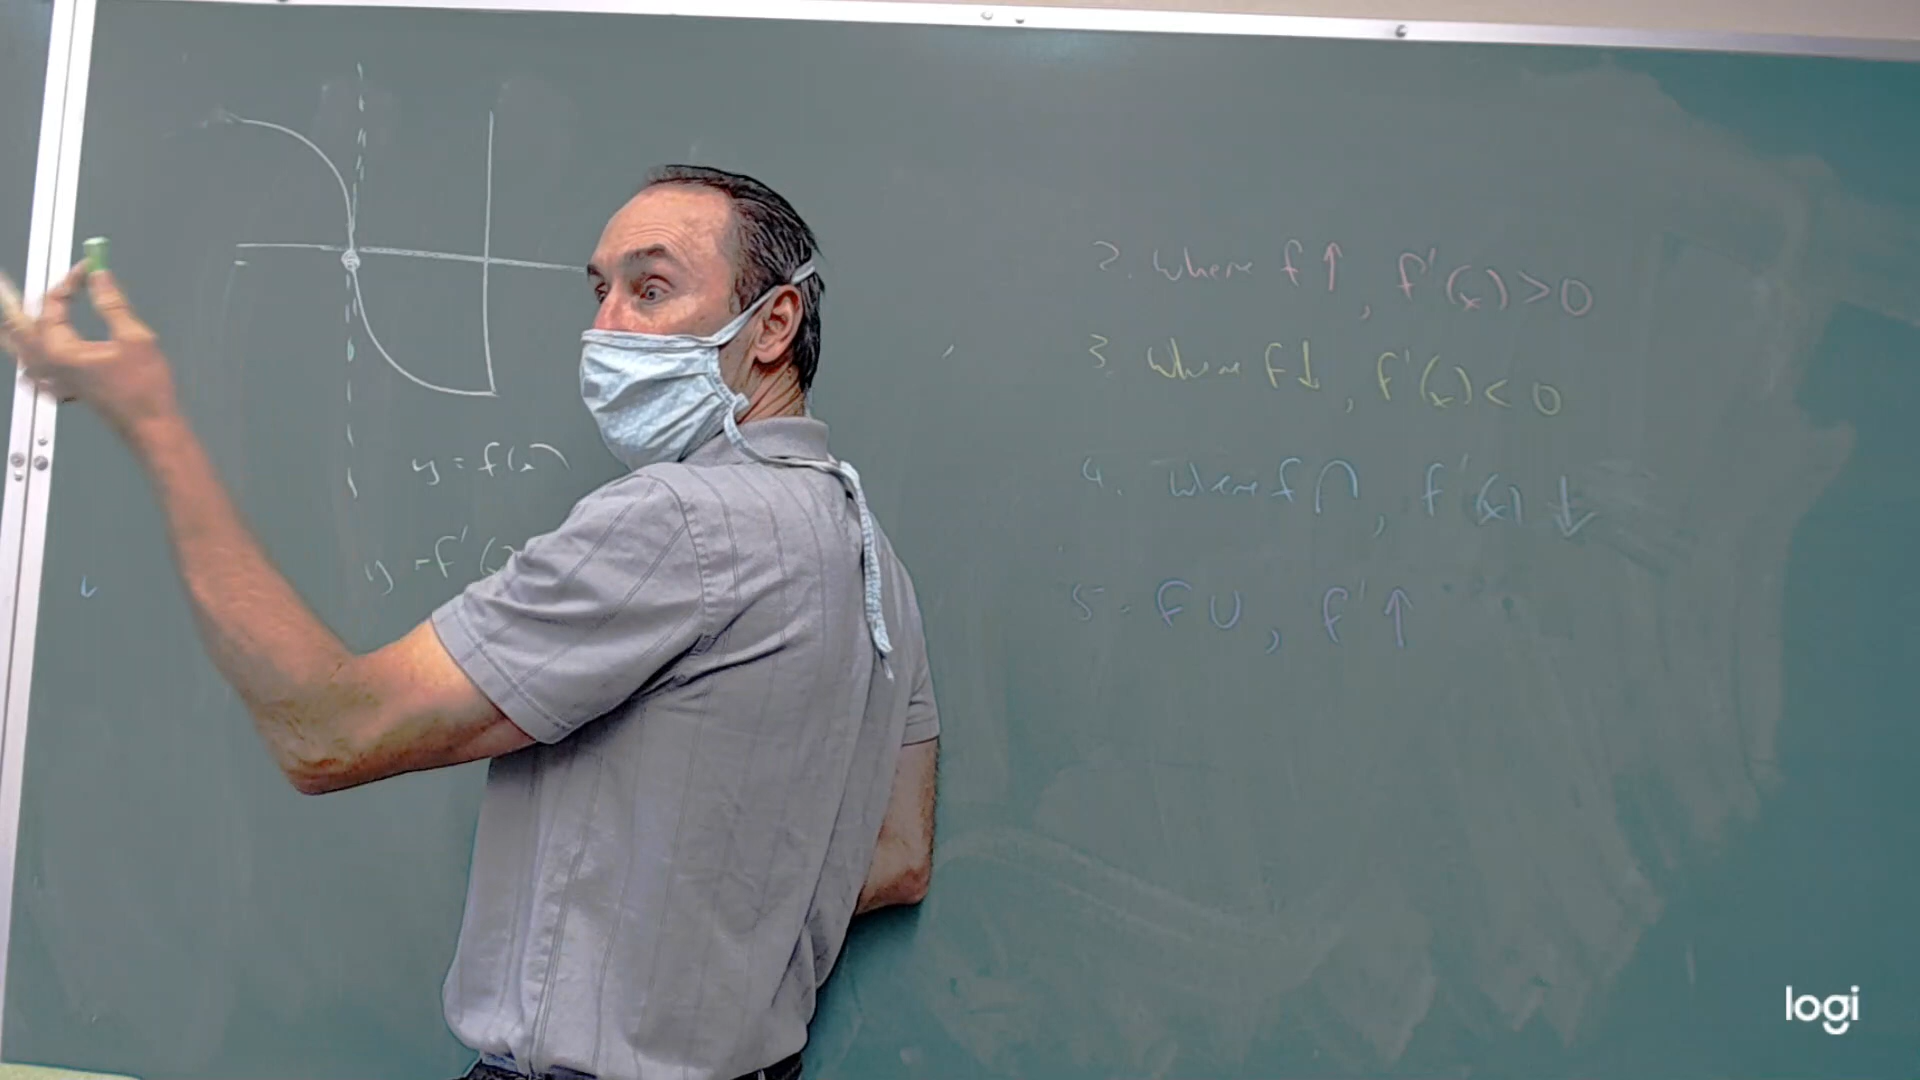 y = f(x)
y = f'(
2. where f ↑, f'(x) > 0
3. where f ↓, f'(x) < 0
4. where f ∩, f'(x) ↓
5. f ∪, f' ↑
logi